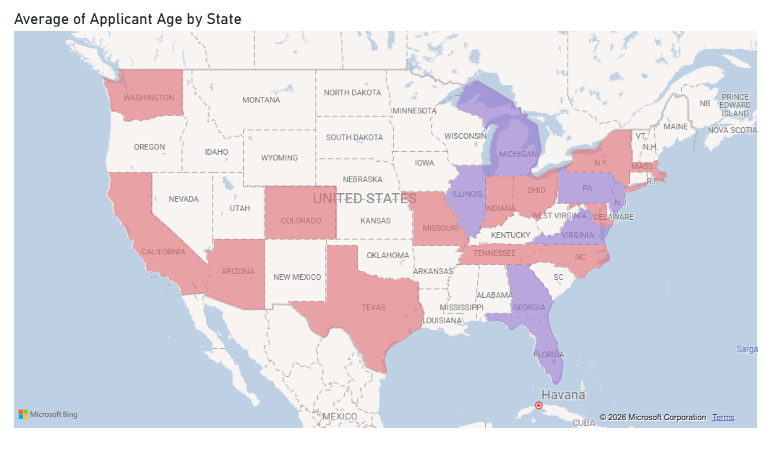 Average of Applicant Age by State
WASHINGTON
MONTANA
NORTH DAKOTA
MINNESOTA
OREGON
IDAHO
WYOMING
SOUTH DAKOTA
WISCONSIN
MICHIGAN
VT.
N.H.
MAINE
NB
PRINCE
EDWARD
ISLAND
NOVA SCOTIA
N.Y.
MASS
R.I.
IOWA
NEBRASKA
NEVADA
UTAH
COLORADO
UNITED STATES
KANSAS
MISSOURI
ILLINOIS
INDIANA
OHIO
PA
N.J.
WEST VIRGINIA
DELAWARE
VIRGINIA
KENTUCKY
CALIFORNIA
ARIZONA
NEW MEXICO
OKLAHOMA
ARKANSAS
TENNESSEE
NC
SC
TEXAS
LOUISIANA
MISSISSIPPI
ALABAMA
GEORGIA
FLORIDA
Sarga
Havana
MEXICO
CUBA
Microsoft Bing
© 2026 Microsoft Corporation Terms